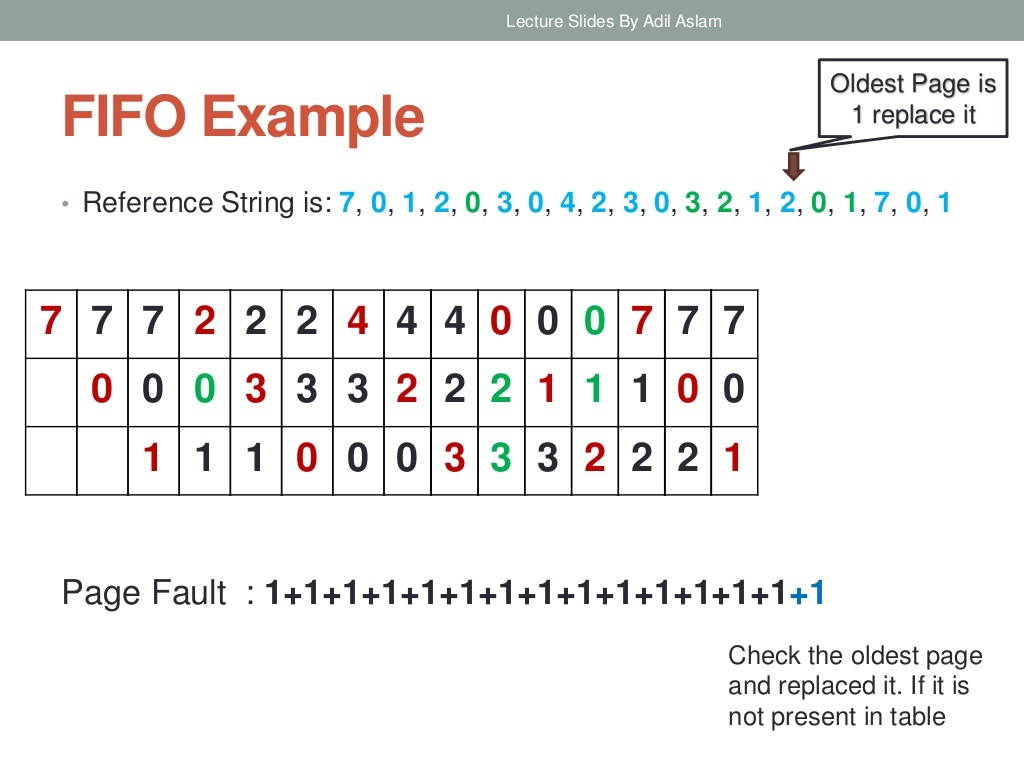 Lecture Slides By Adil Aslam
Oldest Page is
1 replace it
FIFO Example
• Reference String is: 7, 0, 1, 2, 0, 3, 0, 4, 2, 3, 0, 3, 2, 1, 2, 0, 1, 7, 0, 1
7 7 7 2 2 2 4 4 4 0 0 0 7 7 7
0 0 0 3 3 3 2 2 2 1 1 1 0 0
1 1 1 0 0 0 3 3 3 2 2 2 1
Page Fault : 1+1+1+1+1+1+1+1+1+1+1+1+1+1+1
Check the oldest page
and replaced it. If it is
not present in table